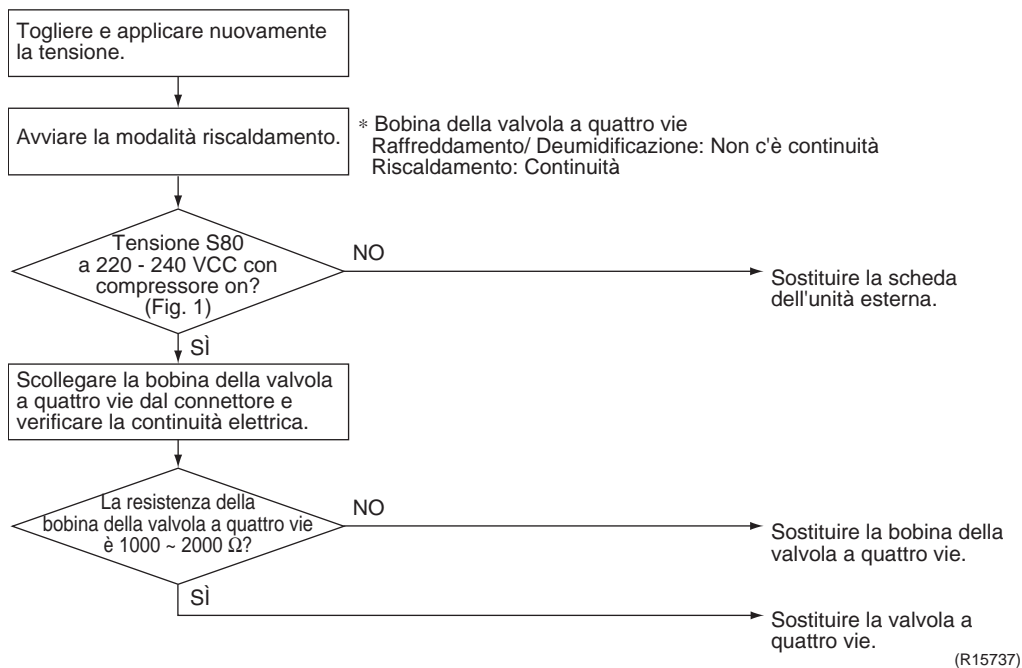 Togliere e applicare nuovamente
la tensione.
Avviare la modalità riscaldamento.
* Bobina della valvola a quattro vie
Raffreddamento/ Deumidificazione: Non c'è continuità
Riscaldamento: Continuità
Tensione S80
a 220 - 240 VCC con
compressore on?
(Fig. 1)
NO
Sostituire la scheda
dell'unità esterna.
SÌ
Scollegare la bobina della valvola
a quattro vie dal connettore e
verificare la continuità elettrica.
La resistenza della
bobina della valvola a quattro vie
è 1000 ~ 2000 Ω?
NO
Sostituire la bobina della
valvola a quattro vie.
SÌ
Sostituire la valvola a
quattro vie.
(R15737)